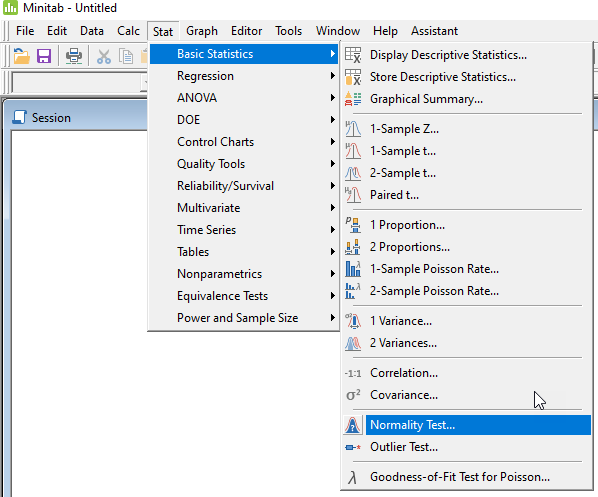 Minitab - Untitled
File Edit Data Calc Stat Graph Editor Tools Window Help Assistant
Session
Basic Statistics
Regression
ANOVA
DOE
Control Charts
Quality Tools
Reliability/Survival
Multivariate
Time Series
Tables
Nonparametrics
Equivalence Tests
Power and Sample Size
Display Descriptive Statistics...
Store Descriptive Statistics...
Graphical Summary...
1-Sample Z...
1-Sample t...
2-Sample t...
Paired t...
1 Proportion...
2 Proportions...
1-Sample Poisson Rate...
2-Sample Poisson Rate...
1 Variance...
2 Variances...
-1:1 Correlation...
σ² Covariance...
Normality Test...
Outlier Test...
λ Goodness-of-Fit Test for Poisson...